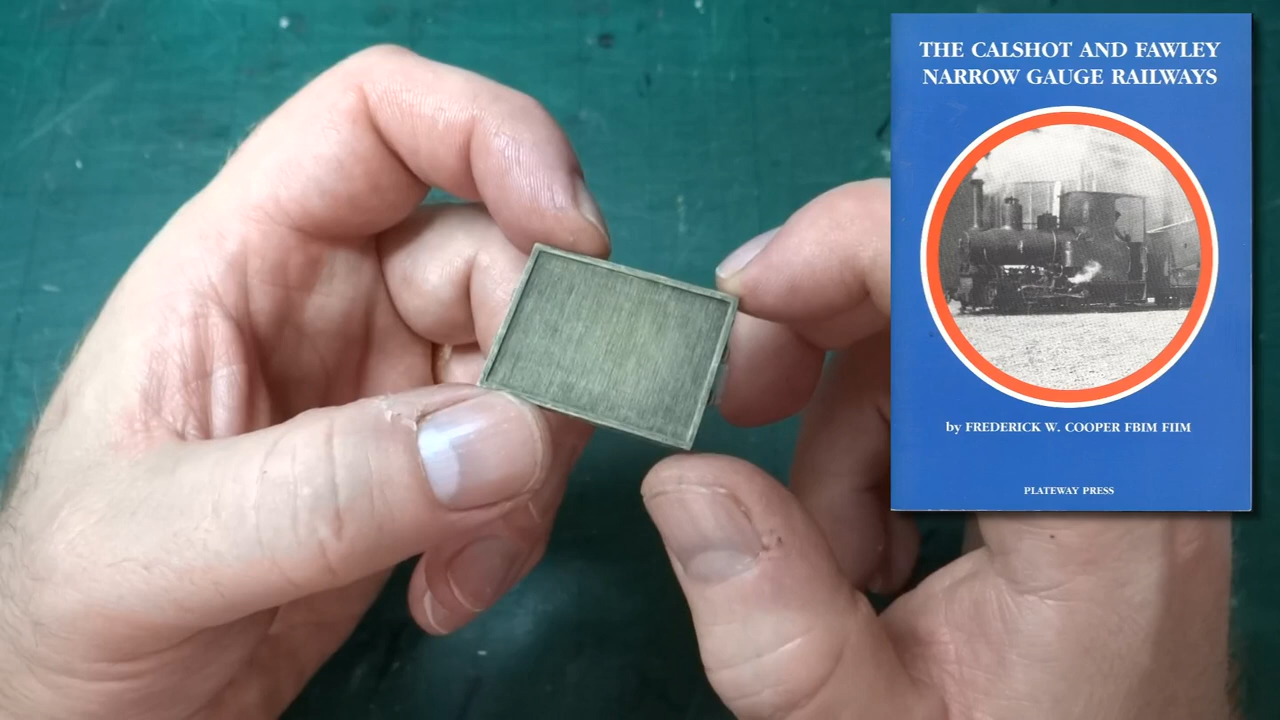 THE CALSHOT AND FAWLEY
NARROW GAUGE RAILWAYS
by FREDERICK W. COOPER FBIM FIIM
PLATEWAY PRESS